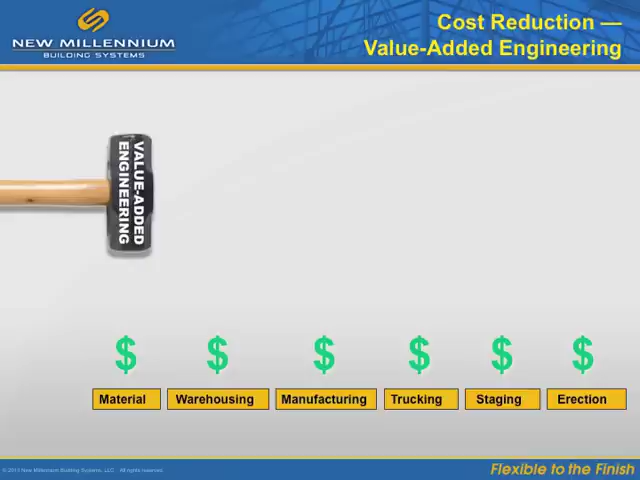 NEW MILLENNIUM
BUILDING SYSTEMS
Cost Reduction —
Value-Added Engineering
VALUE-ADDED
ENGINEERING
$ $ $ $ $ $
Material Warehousing Manufacturing Trucking Staging Erection
Flexible to the Finish